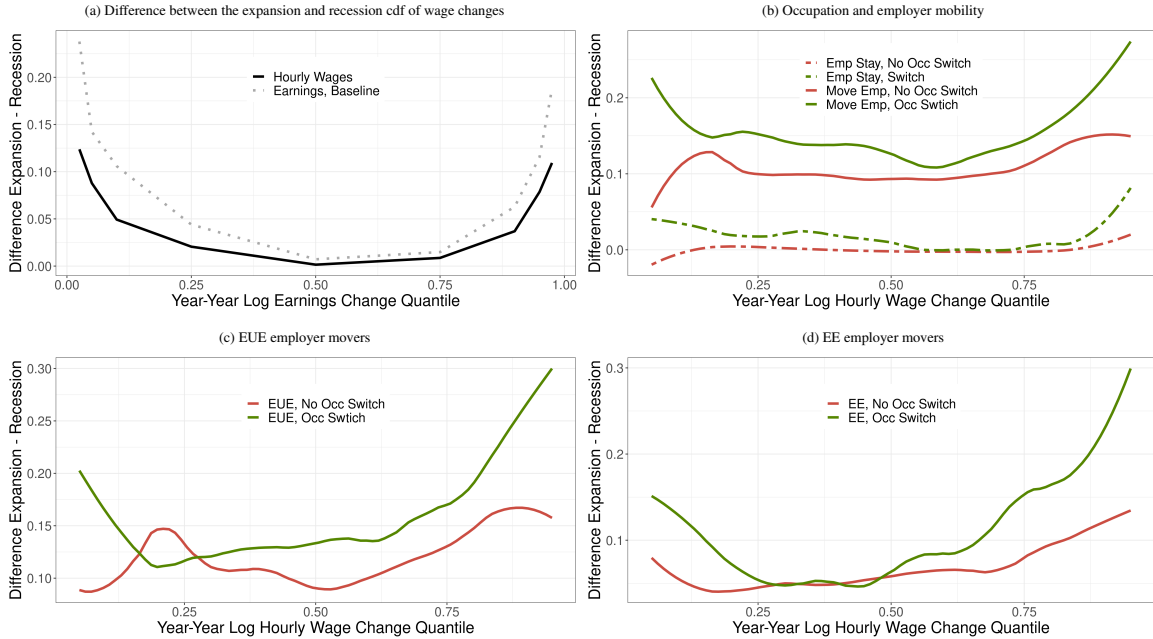 (a) Difference between the expansion and recession cdf of wage changes
Difference Expansion - Recession
0.20
0.15
0.10
0.05
0.00
Hourly Wages
Earnings, Baseline
0.00 0.25 0.50 0.75 1.00
Year-Year Log Earnings Change Quantile
(b) Occupation and employer mobility
Difference Expansion - Recession
0.2
0.1
0.0
Emp Stay, No Occ Switch
Emp Stay, Switch
Move Emp, No Occ Switch
Move Emp, Occ Swtich
0.25 0.50 0.75
Year-Year Log Hourly Wage Change Quantile
(c) EUE employer movers
Difference Expansion - Recession
0.30
0.25
0.20
0.15
0.10
EUE, No Occ Switch
EUE, Occ Swtich
0.25 0.50 0.75
Year-Year Log Hourly Wage Change Quantile
(d) EE employer movers
Difference Expansion - Recession
0.3
0.2
0.1
EE, No Occ Switch
EE, Occ Switch
0.25 0.50 0.75
Year-Year Log Hourly Wage Change Quantile